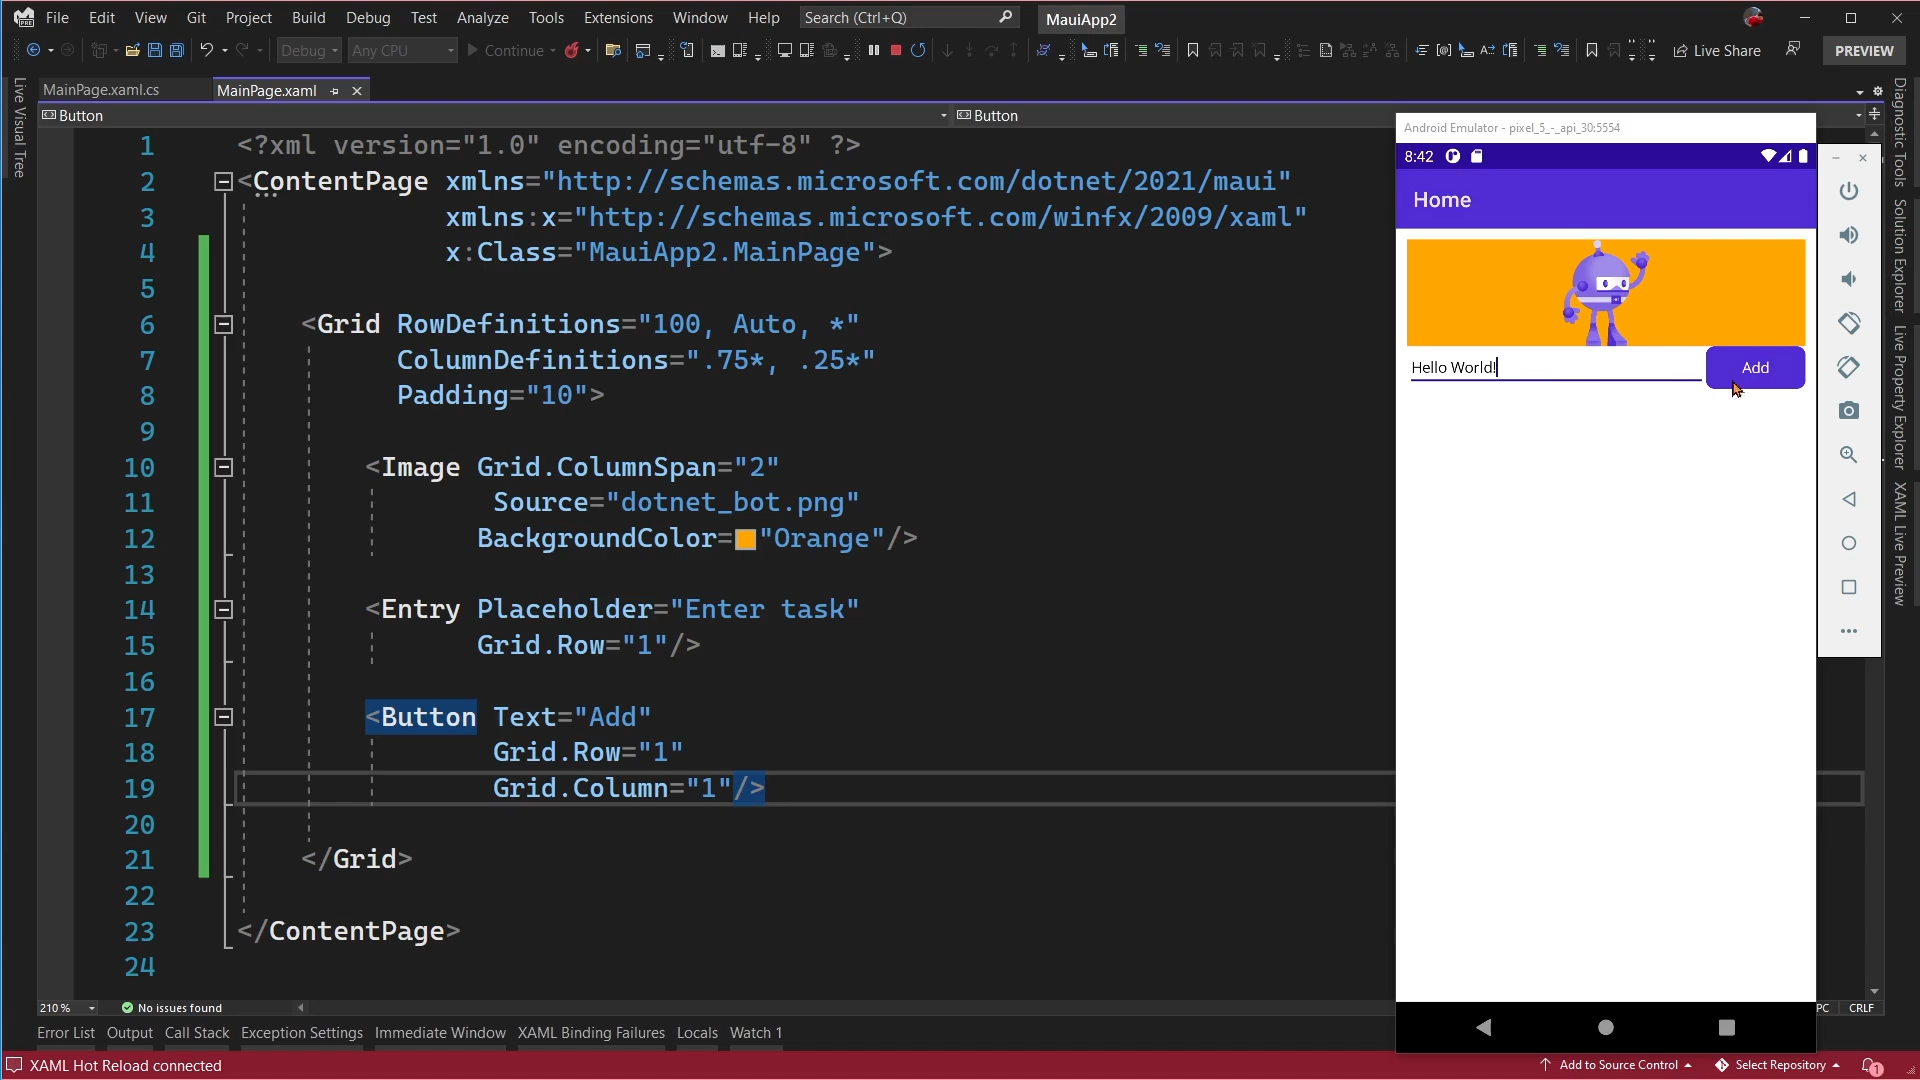 File Edit View Git Project Build Debug Test Analyze Tools Extensions Window Help Search (Ctrl+Q) MauiApp2
Debug Any CPU Continue Live Share PREVIEW
Live Visual Tree
MainPage.xaml.cs MainPage.xaml
Button Button
1 <?xml version="1.0" encoding="utf-8" ?>
2 <ContentPage xmlns="http://schemas.microsoft.com/dotnet/2021/maui"
3 xmlns:x="http://schemas.microsoft.com/winfx/2009/xaml"
4 x:Class="MauiApp2.MainPage">
5
6 <Grid RowDefinitions="100, Auto, *"
7 ColumnDefinitions=".75*, .25*"
8 Padding="10">
9
10 <Image Grid.ColumnSpan="2"
11 Source="dotnet_bot.png"
12 BackgroundColor="Orange"/>
13
14 <Entry Placeholder="Enter task"
15 Grid.Row="1"/>
16
17 <Button Text="Add"
18 Grid.Row="1"
19 Grid.Column="1"/>
20
21 </Grid>
22
23 </ContentPage>
24
Android Emulator - pixel_5_-_api_30:5554
8:42
Home
Hello World!
Add
Diagnostic Tools
Solution Explorer
Live Property Explorer
XAML Live Preview
210 % No issues found CRLF
Error List Output Call Stack Exception Settings Immediate Window XAML Binding Failures Locals Watch 1
XAML Hot Reload connected Add to Source Control Select Repository 1